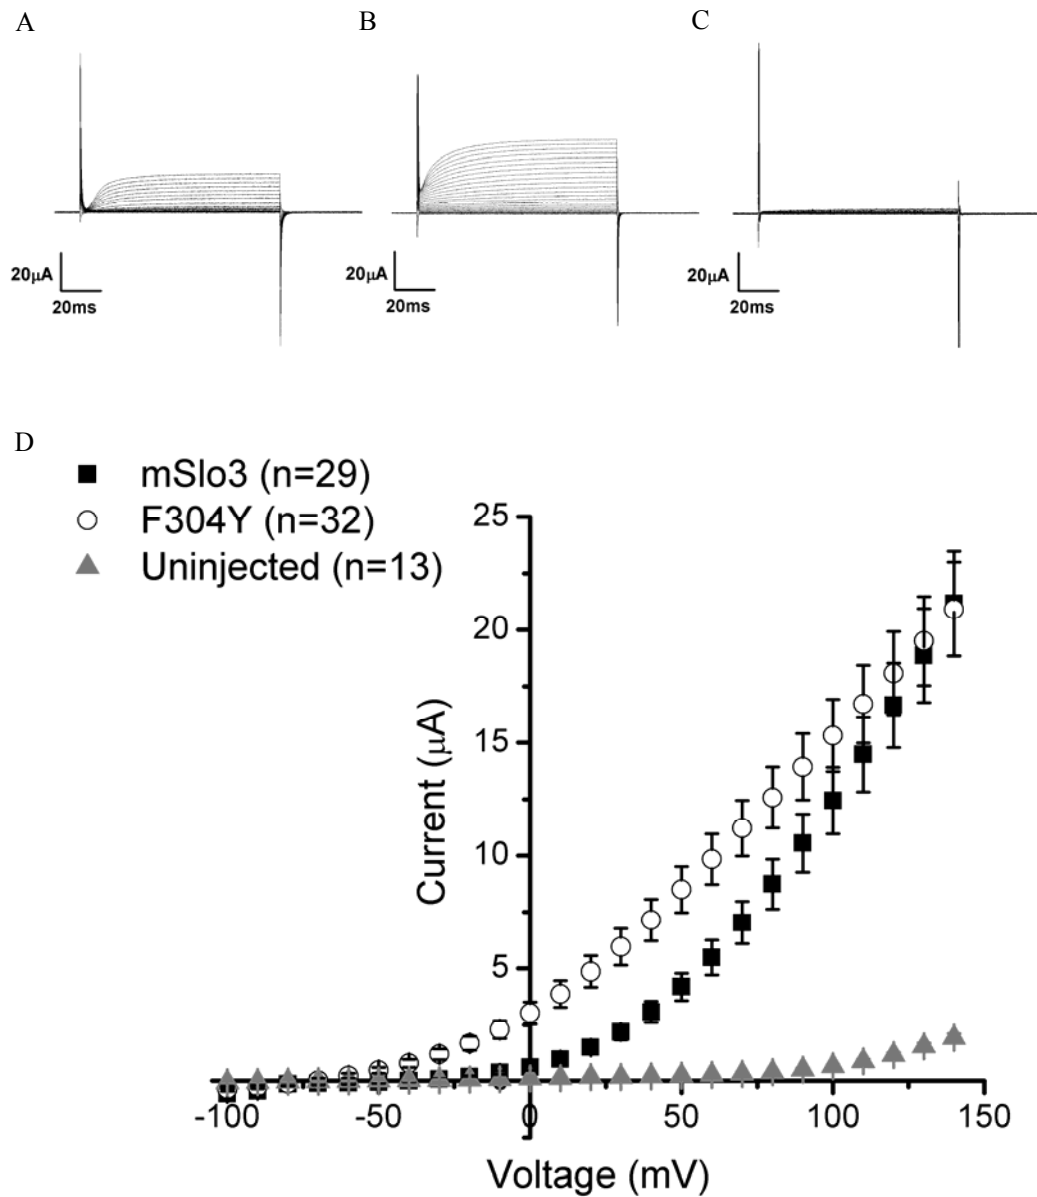 A
B
C
20μA
20ms
20μA
20ms
20μA
20ms
D
mSlo3 (n=29)
F304Y (n=32)
Uninjected (n=13)
25
20
15
10
5
-100
-50
0
50
100
150
Current (μA)
Voltage (mV)